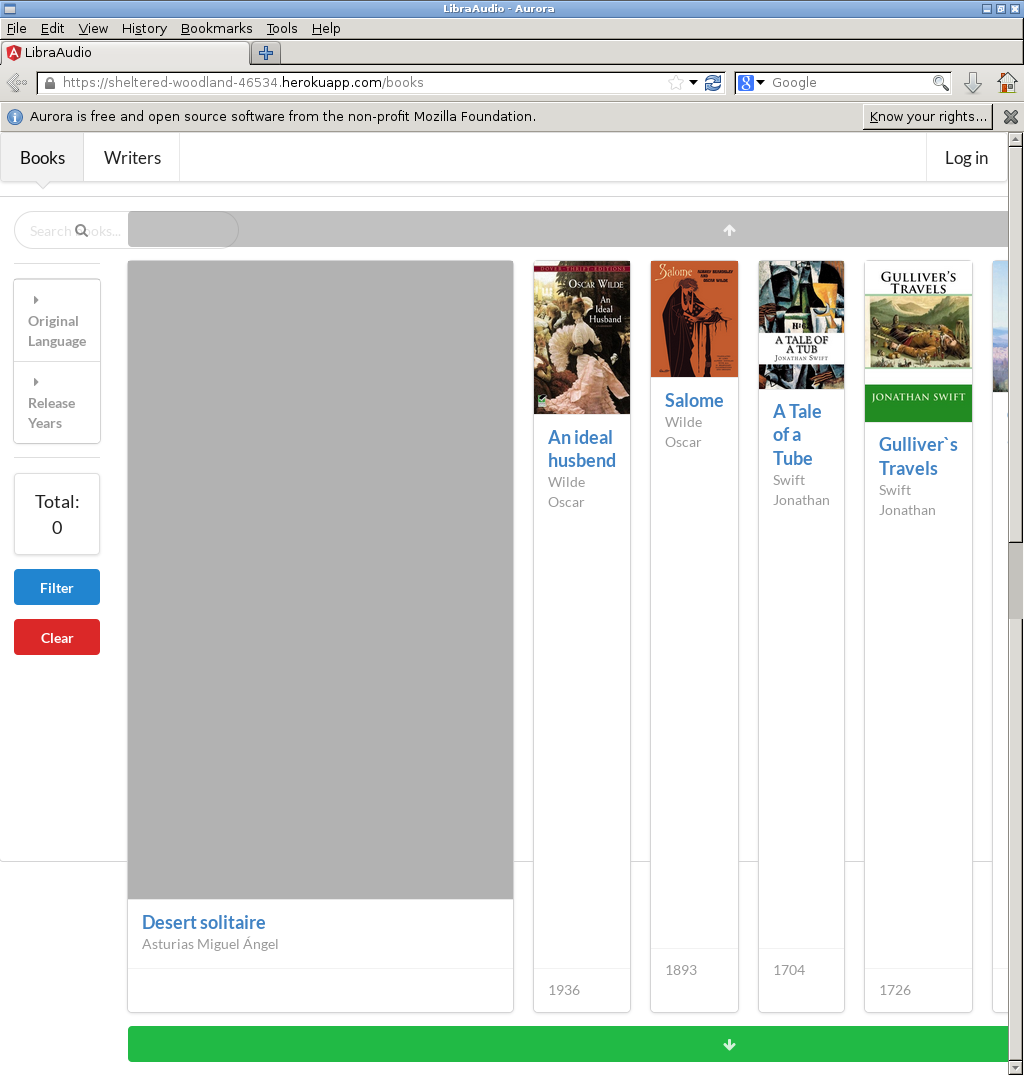 LibraAudio - Aurora
File Edit View History Bookmarks Tools Help
LibraAudio
https://sheltered-woodland-46534.herokuapp.com/books
Google
Aurora is free and open source software from the non-profit Mozilla Foundation.
Know your rights...
Books
Writers
Log in
Search books...
Original
Language
Release
Years
Total:
0
Filter
Clear
Desert solitaire
Asturias Miguel Ángel
DOVER · THRIFT · EDITIONS
OSCAR WILDE
An
Ideal
Husband
An ideal
husbend
Wilde
Oscar
1936
Salome
Salome
Wilde
Oscar
1893
A TALE OF
A TUB
JONATHAN SWIFT
A Tale
of a
Tube
Swift
Jonathan
1704
GULLIVER'S
TRAVELS
JONATHAN SWIFT
Gulliver`s
Travels
Swift
Jonathan
1726